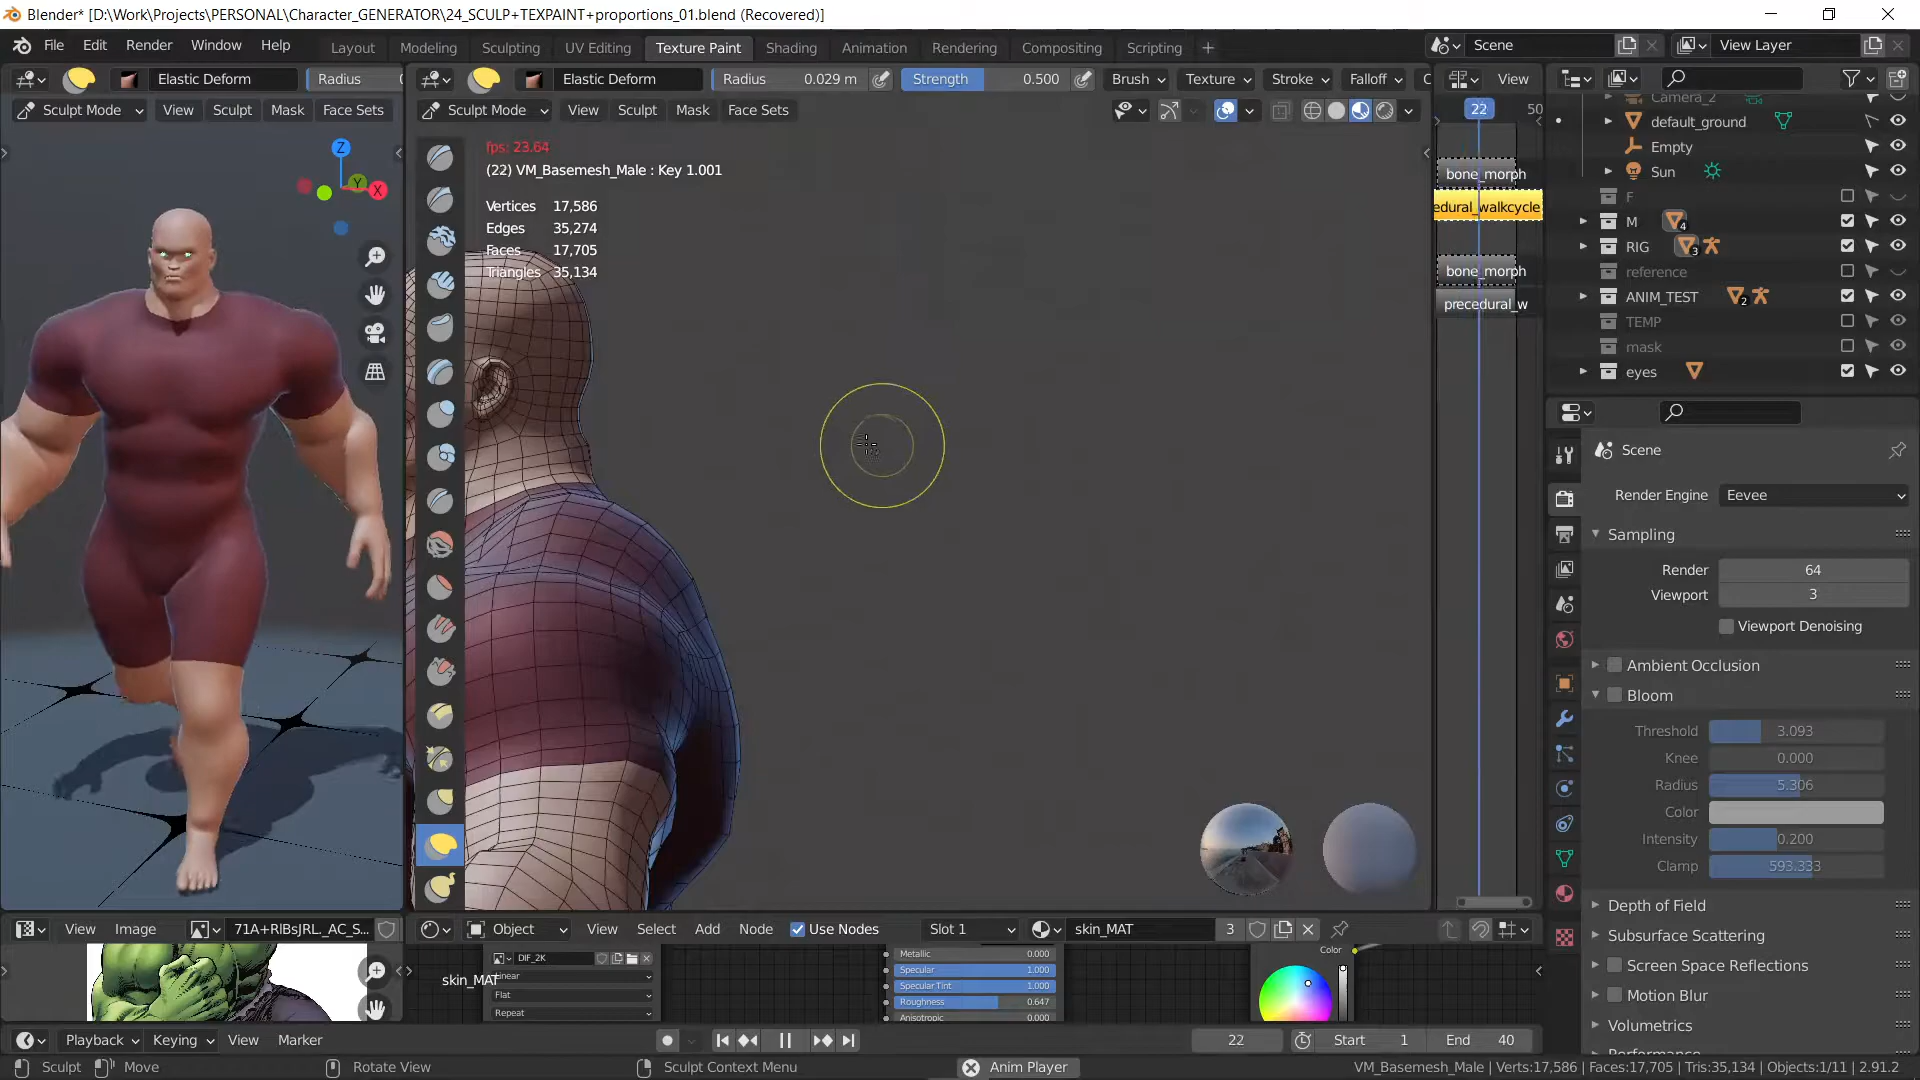 Blender* [D:\Work\Projects\PERSONAL\Character_GENERATOR\24_SCULP+TEXPAINT+proportions_01.blend (Recovered)]
File Edit Render Window Help Layout Modeling Sculpting UV Editing Texture Paint Shading Animation Rendering Compositing Scripting + Scene View Layer
Elastic Deform Radius
Elastic Deform Radius 0.029 m Strength 0.500 Brush Texture Stroke Falloff View
Sculpt Mode View Sculpt Mask Face Sets
Sculpt Mode View Sculpt Mask Face Sets
22 50
Z
Y
X
fps: 23.64
(22) VM_Basemesh_Male : Key 1.001
Vertices 17,586
Edges 35,274
Faces 17,705
Triangles 35,134
bone_morph
edural_walkcycle
bone_morph
precedural_w
Camera_2
default_ground
Empty
Sun
F
M 4
RIG 3
reference
ANIM_TEST 2
TEMP
mask
eyes
Scene
Render Engine Eevee
Sampling
Render 64
Viewport 3
Viewport Denoising
Ambient Occlusion
Bloom
Threshold 3.093
Knee 0.000
Radius 5.306
Color
Intensity 0.200
Clamp 593.333
Depth of Field
Subsurface Scattering
Screen Space Reflections
Motion Blur
Volumetrics
View Image 71A+RlBsJRL._AC_S...
Object View Select Add Node Use Nodes Slot 1 skin_MAT 3
skin_MAT
DIF_2K
Linear
Flat
Repeat
Metallic 0.000
Specular 1.000
Specular Tint 1.000
Roughness 0.647
Anisotropic 0.000
Color
Playback Keying View Marker 22 Start 1 End 40
Sculpt Move Rotate View Sculpt Context Menu Anim Player VM_Basemesh_Male | Verts:17,586 | Faces:17,705 | Tris:35,134 | Objects:1/11 | 2.91.2